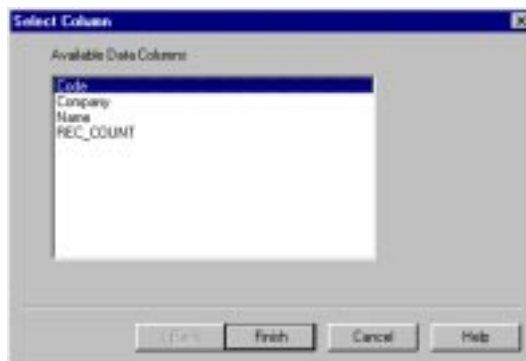 Select Column
Available Data Columns
Code
Company
Name
REC_COUNT
Finish
Cancel
Help